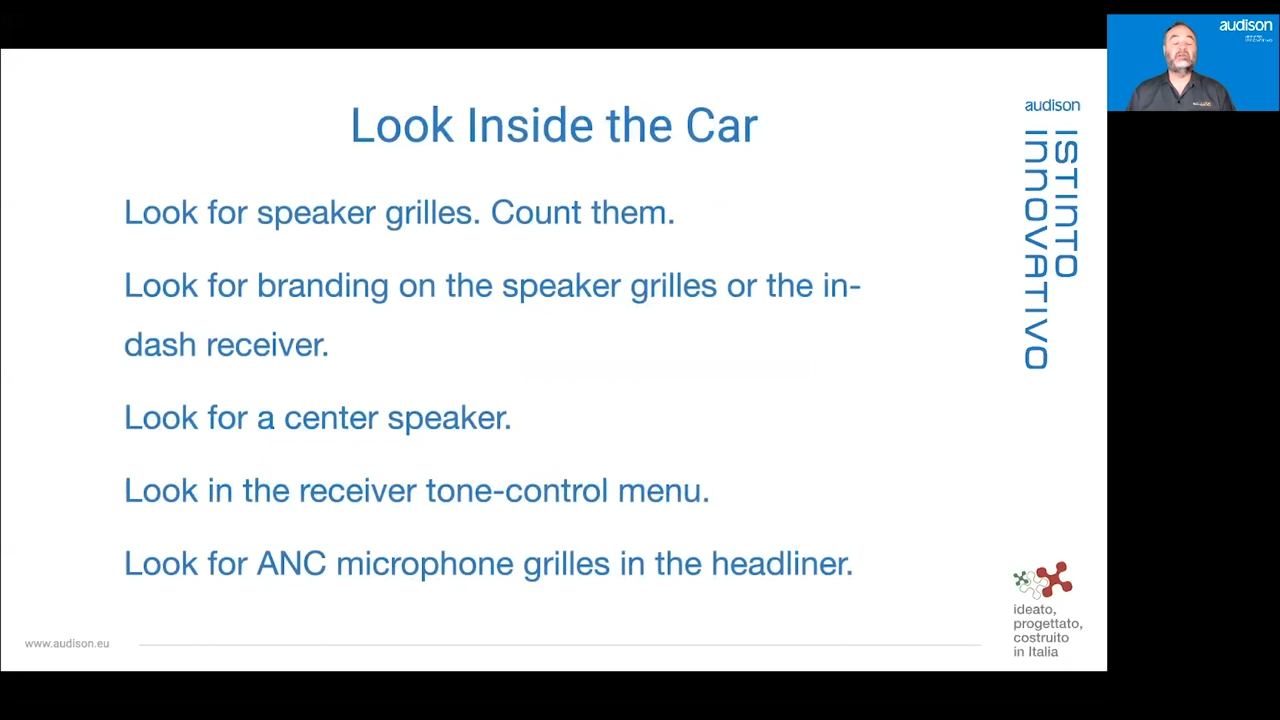 Look Inside the Car
Look for speaker grilles. Count them.
Look for branding on the speaker grilles or the in-
dash receiver.
Look for a center speaker.
Look in the receiver tone-control menu.
Look for ANC microphone grilles in the headliner.
www.audison.eu
audison
ISTINTO
INNOVATIVO
ideato,
progettato,
costruito
in Italia
audison